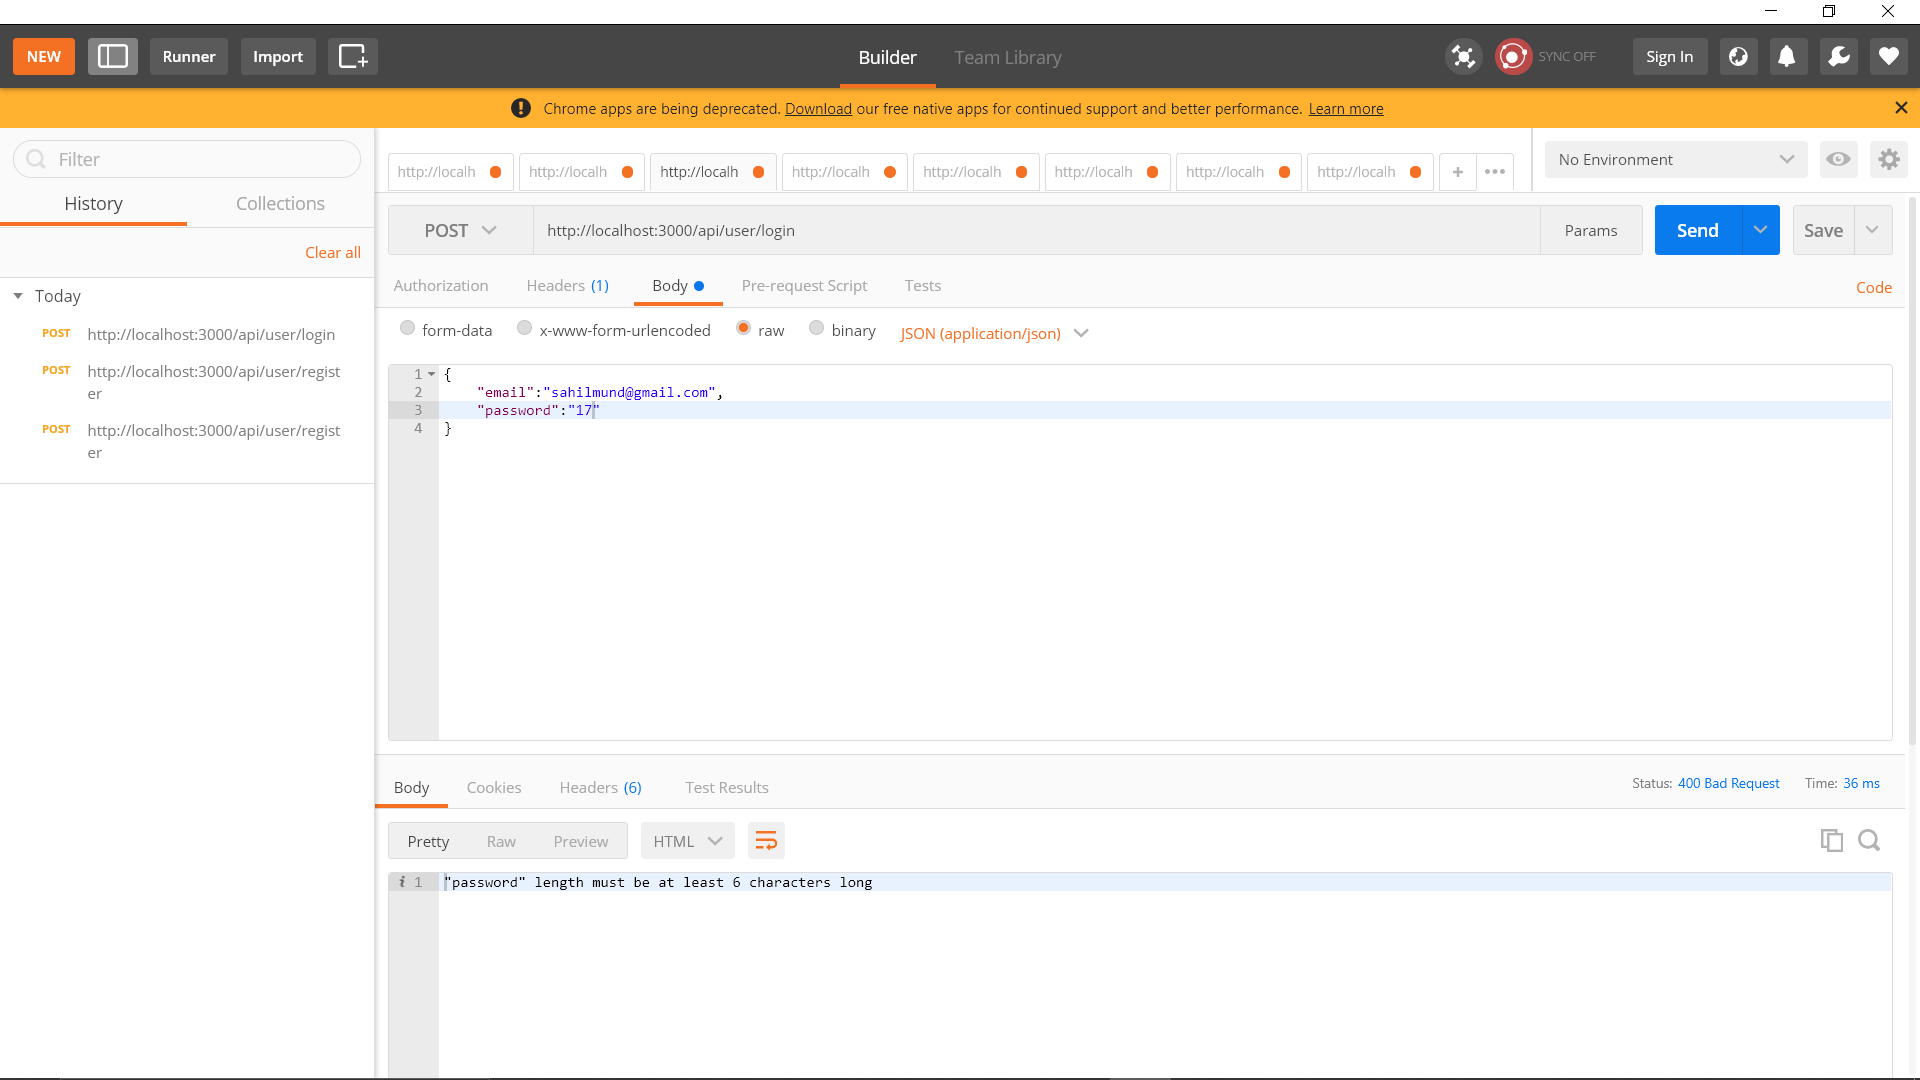 NEW
Runner
Import
Builder
Team Library
SYNC OFF
Sign In
Chrome apps are being deprecated. Download our free native apps for continued support and better performance. Learn more
Filter
History
Collections
Clear all
Today
POST http://localhost:3000/api/user/login
POST http://localhost:3000/api/user/regist
er
POST http://localhost:3000/api/user/regist
er
http://localh
http://localh
http://localh
http://localh
http://localh
http://localh
http://localh
http://localh
No Environment
POST
http://localhost:3000/api/user/login
Params
Send
Save
Authorization
Headers (1)
Body
Pre-request Script
Tests
Code
form-data
x-www-form-urlencoded
raw
binary
JSON (application/json)
1 {
2 "email":"sahilmund@gmail.com",
3 "password":"17"
4 }
Body
Cookies
Headers (6)
Test Results
Status: 400 Bad Request
Time: 36 ms
Pretty
Raw
Preview
HTML
i 1 "password" length must be at least 6 characters long